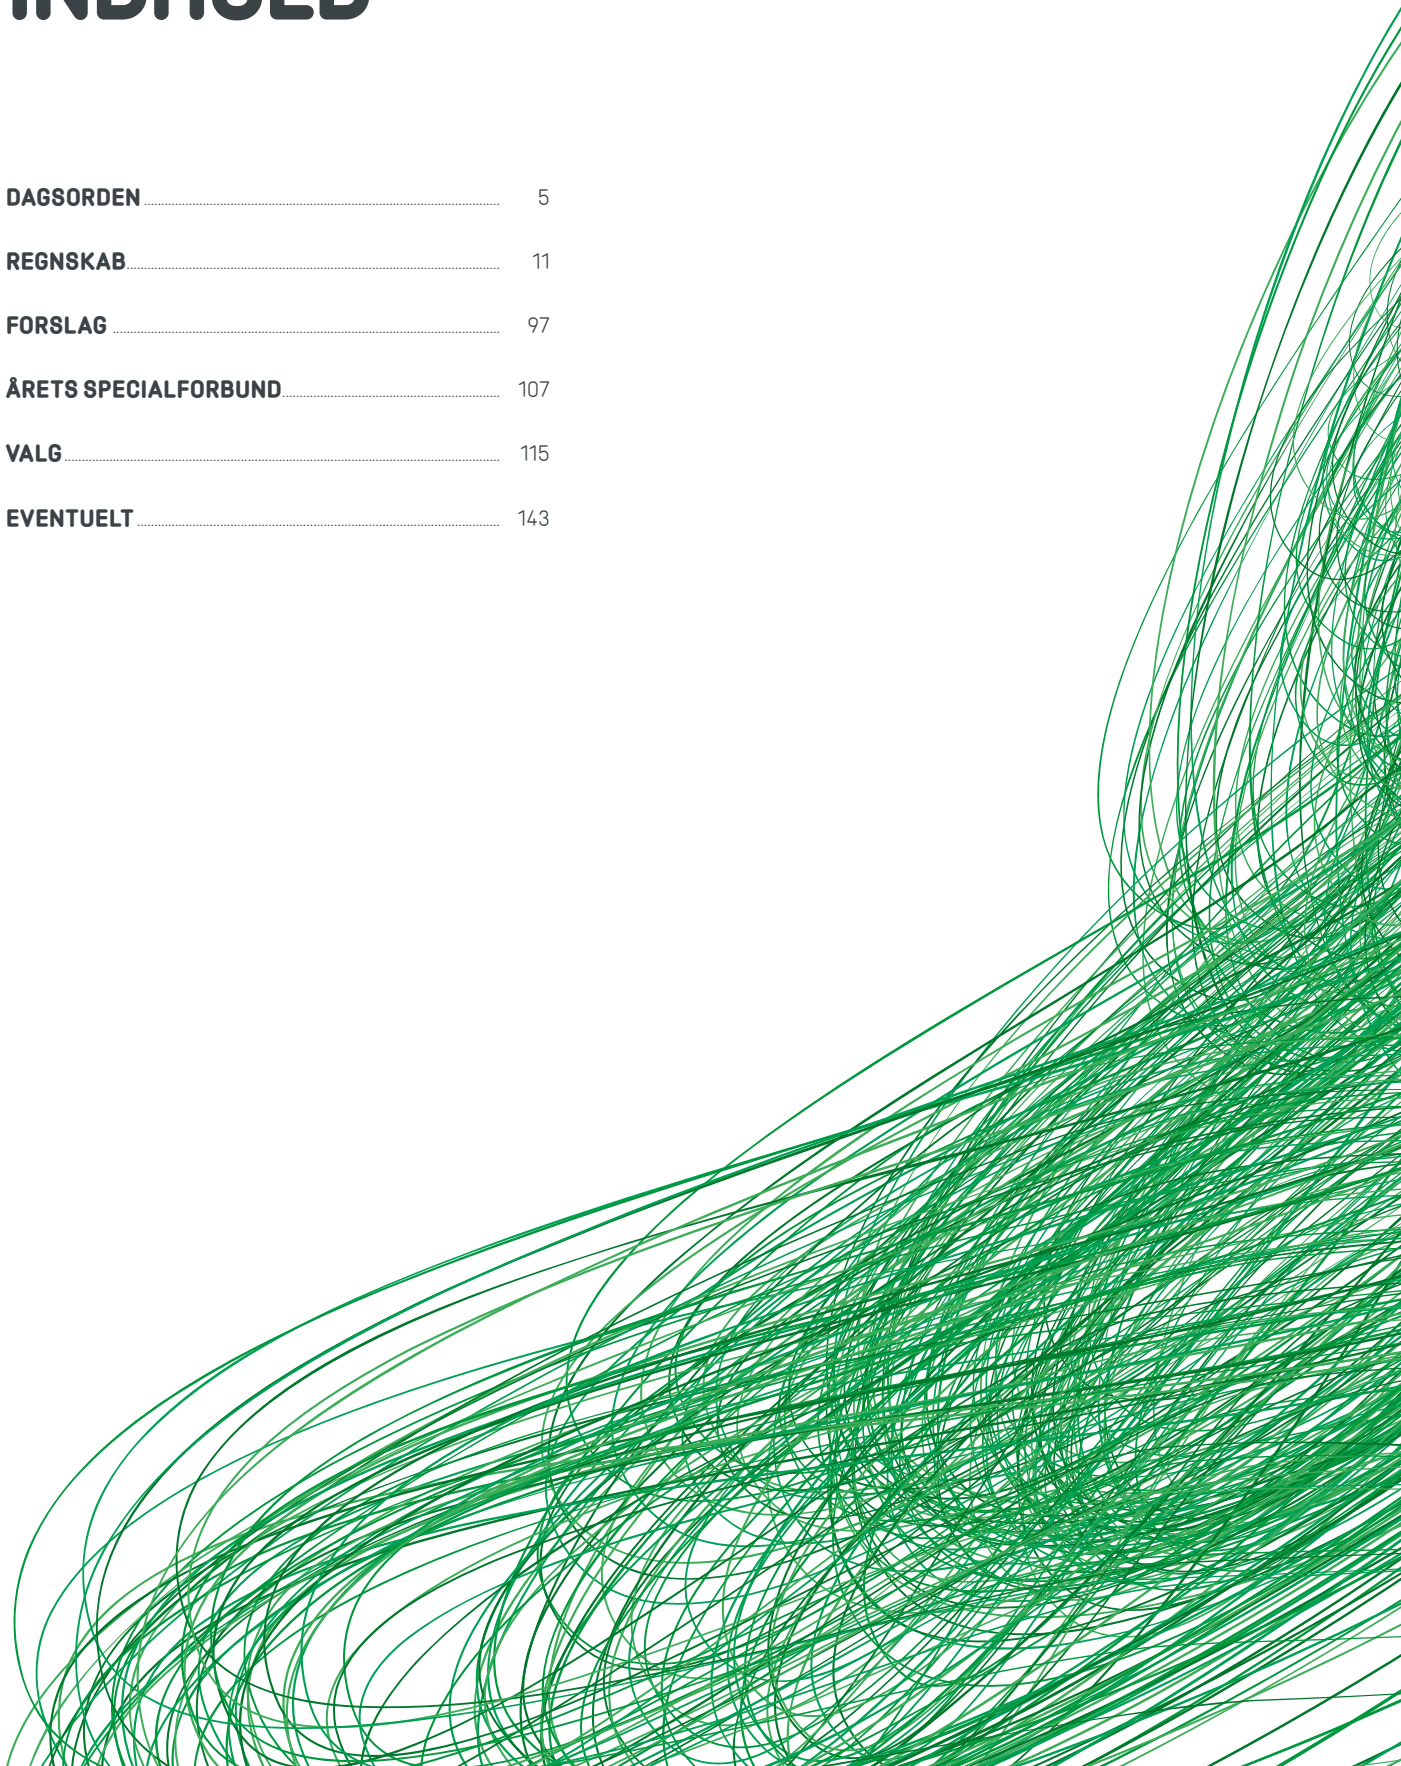 INDHOLD
DAGSORDEN 5
REGNSKAB 11
FORSLAG 97
ÅRETS SPECIALFORBUND 107
VALG 115
EVENTUELT 143